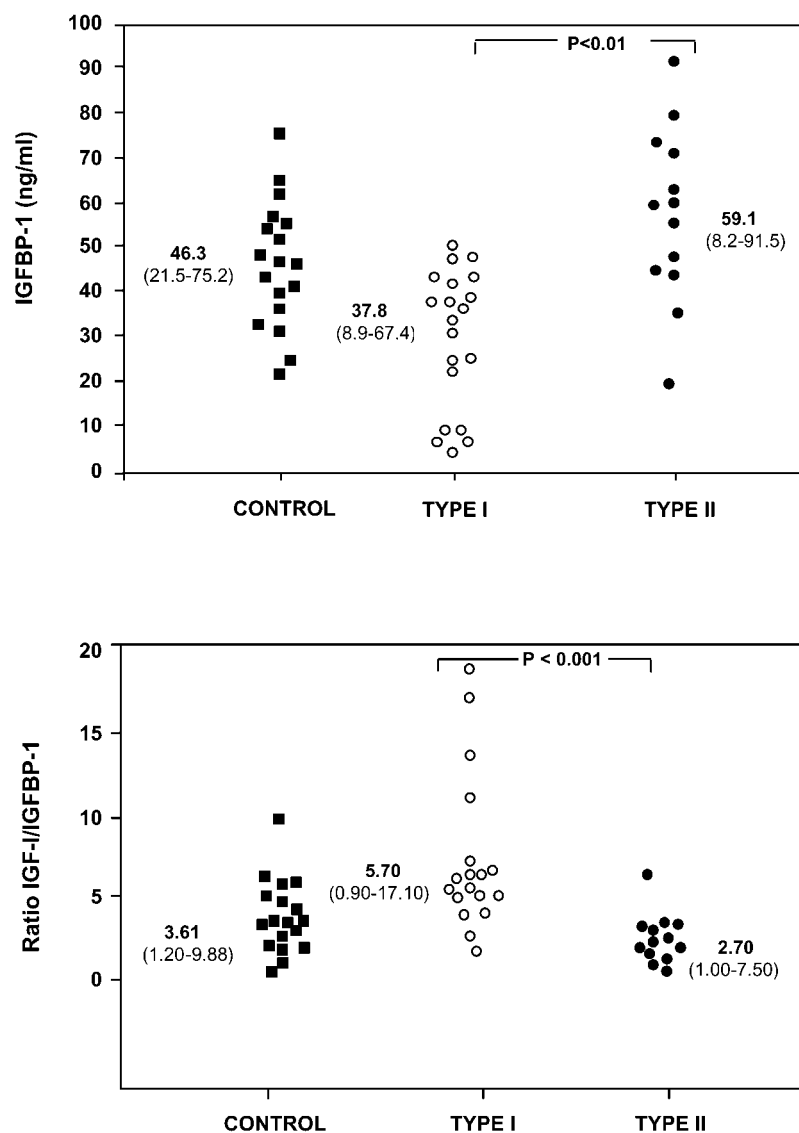 100
90
80
70
60
50
40
30
20
10
0
IGFBP-1 (ng/ml)
P<0.01
46.3
(21.5-75.2)
37.8
(8.9-67.4)
59.1
(8.2-91.5)
CONTROL
TYPE I
TYPE II
20
15
10
5
0
Ratio IGF-I/IGFBP-1
P < 0.001
3.61
(1.20-9.88)
5.70
(0.90-17.10)
2.70
(1.00-7.50)
CONTROL
TYPE I
TYPE II